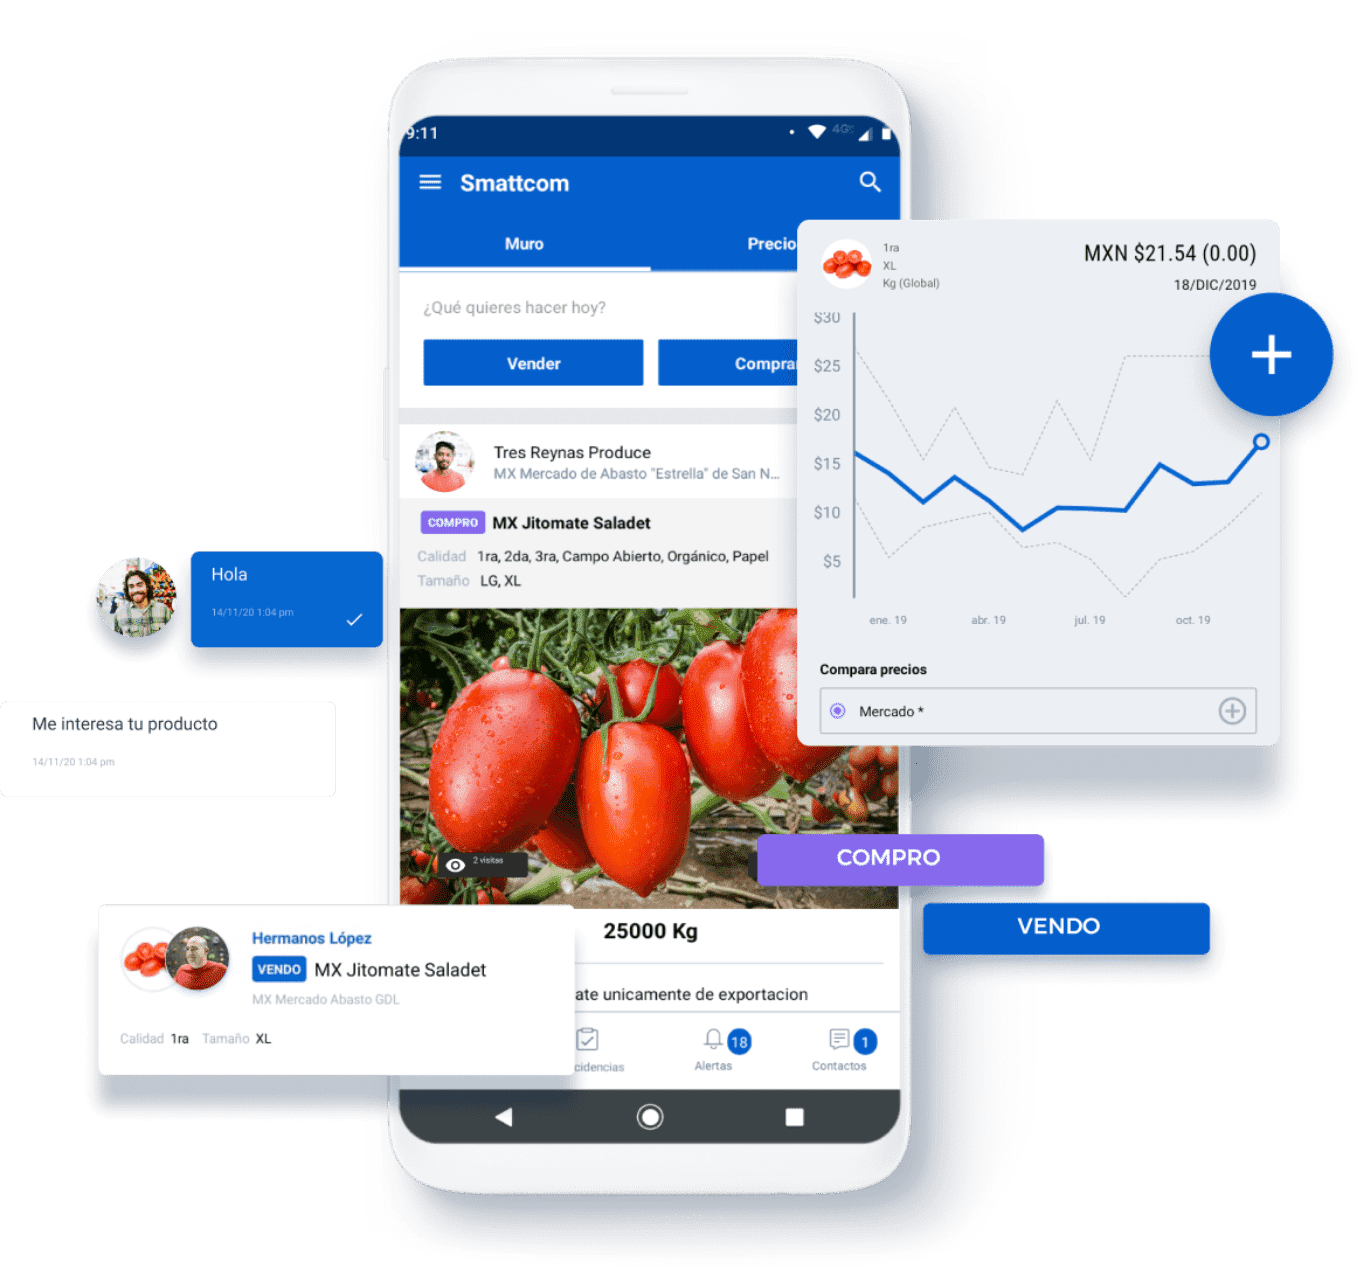 9:11
Smattcom
Muro
Precio
¿Qué quieres hacer hoy?
Vender
Compra
Tres Reynas Produce
MX Mercado de Abasto "Estrella" de San N...
COMPRO MX Jitomate Saladet
Calidad 1ra, 2da, 3ra, Campo Abierto, Orgánico, Papel
Tamaño LG, XL
2 visitas
25000 Kg
ate unicamente de exportacion
cidencias
18
Alertas
1
Contactos
1ra
XL
Kg (Global)
MXN $21.54 (0.00)
18/DIC/2019
$30
$25
$20
$15
$10
$5
ene. 19 abr. 19 jul. 19 oct. 19
Compara precios
Mercado *
COMPRO
VENDO
Hola
14/11/20 1:04 pm
Me interesa tu producto
14/11/20 1:04 pm
Hermanos López
VENDO MX Jitomate Saladet
MX Mercado Abasto GDL
Calidad 1ra Tamaño XL